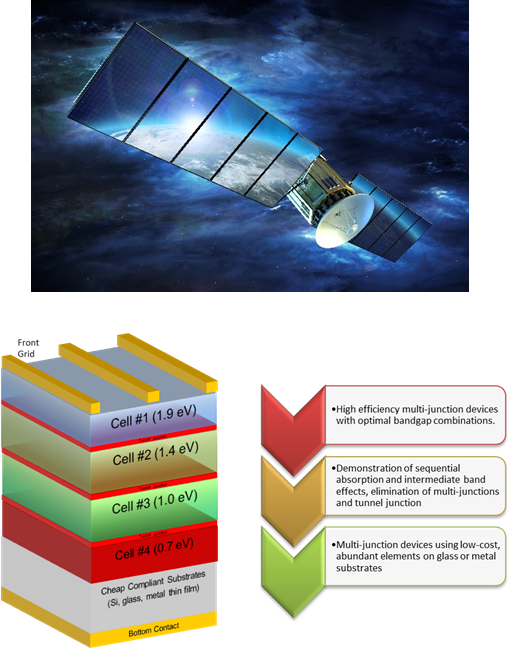 Front
Grid
Cell #1 (1.9 eV)
Cell #2 (1.4 eV)
Cell #3 (1.0 eV)
Cell #4 (0.7 eV)
Cheap Compliant Substrates
(Si, glass, metal thin film)
Bottom Contact
•High efficiency multi-junction devices
with optimal bandgap combinations.
•Demonstration of sequential
absorption and intermediate band
effects, elimination of multi-junctions
and tunnel junction
•Multi-junction devices using low-cost,
abundant elements on glass or metal
substrates